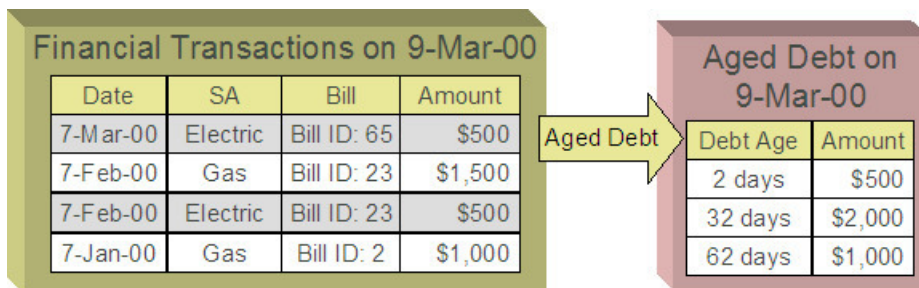 Financial Transactions on 9-Mar-00
Date SA Bill Amount
7-Mar-00 Electric Bill ID: 65 $500
7-Feb-00 Gas Bill ID: 23 $1,500
7-Feb-00 Electric Bill ID: 23 $500
7-Jan-00 Gas Bill ID: 2 $1,000
Aged Debt
Aged Debt on
9-Mar-00
Debt Age Amount
2 days $500
32 days $2,000
62 days $1,000